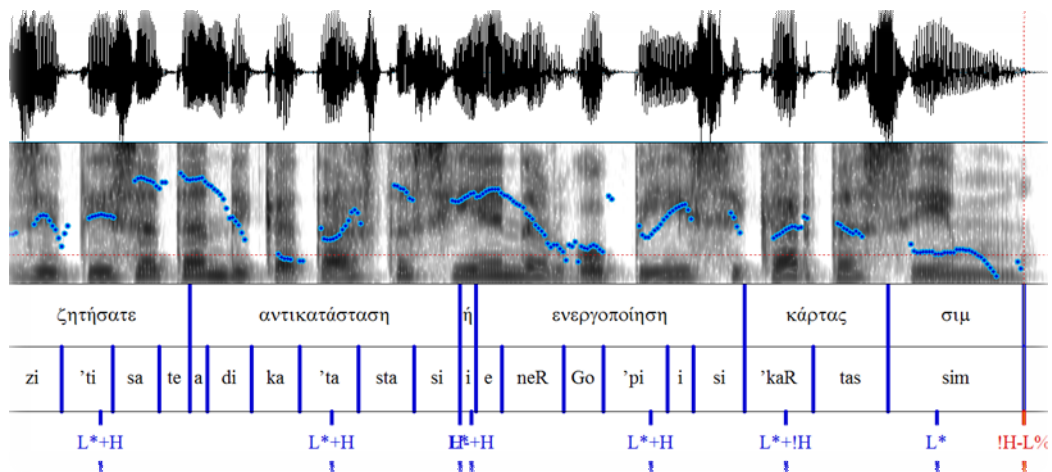 ζητήσατε αντικατάσταση ή ενεργοποίηση κάρτας σιμ
zi ’ti sa te a di ka ’ta sta si i e neR Go ’pi i si ’kaR tas sim
L*+H L*+H L*+H L*+H L*+!H L* !H-L%